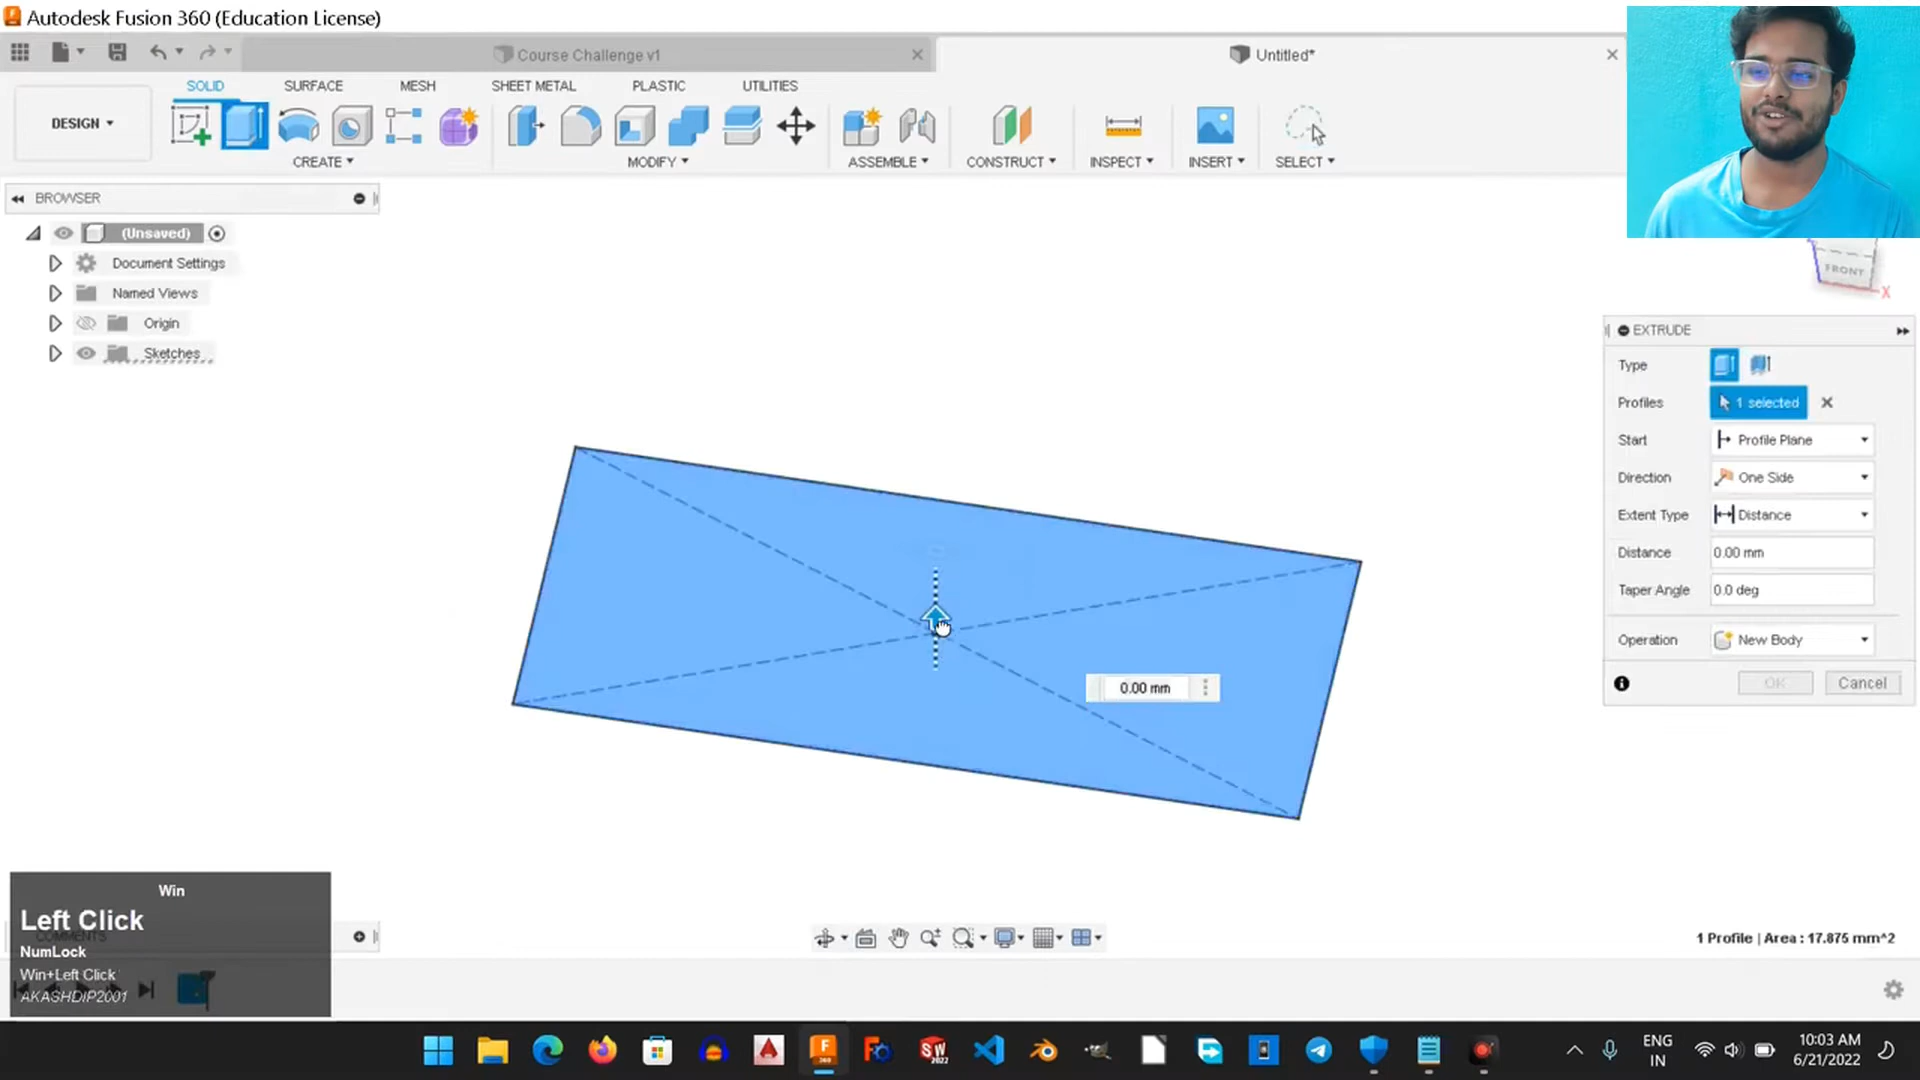 Autodesk Fusion 360 (Education License)
Course Challenge v1
Untitled*
SOLID SURFACE MESH SHEET METAL PLASTIC UTILITIES
DESIGN
CREATE MODIFY ASSEMBLE CONSTRUCT INSPECT INSERT SELECT
BROWSER
(Unsaved)
Document Settings
Named Views
Origin
Sketches
FRONT
X
EXTRUDE
Type
Profiles 1 selected
Start Profile Plane
Direction One Side
Extent Type Distance
Distance 0.00 mm
Taper Angle 0.0 deg
Operation New Body
OK Cancel
0.00 mm
Win
Left Click
COMMENTS
NumLock
Win+Left Click
AKASHDIP2001
1 Profile | Area : 17.875 mm^2
F
360
SW
2022
ENG
IN
10:03 AM
6/21/2022